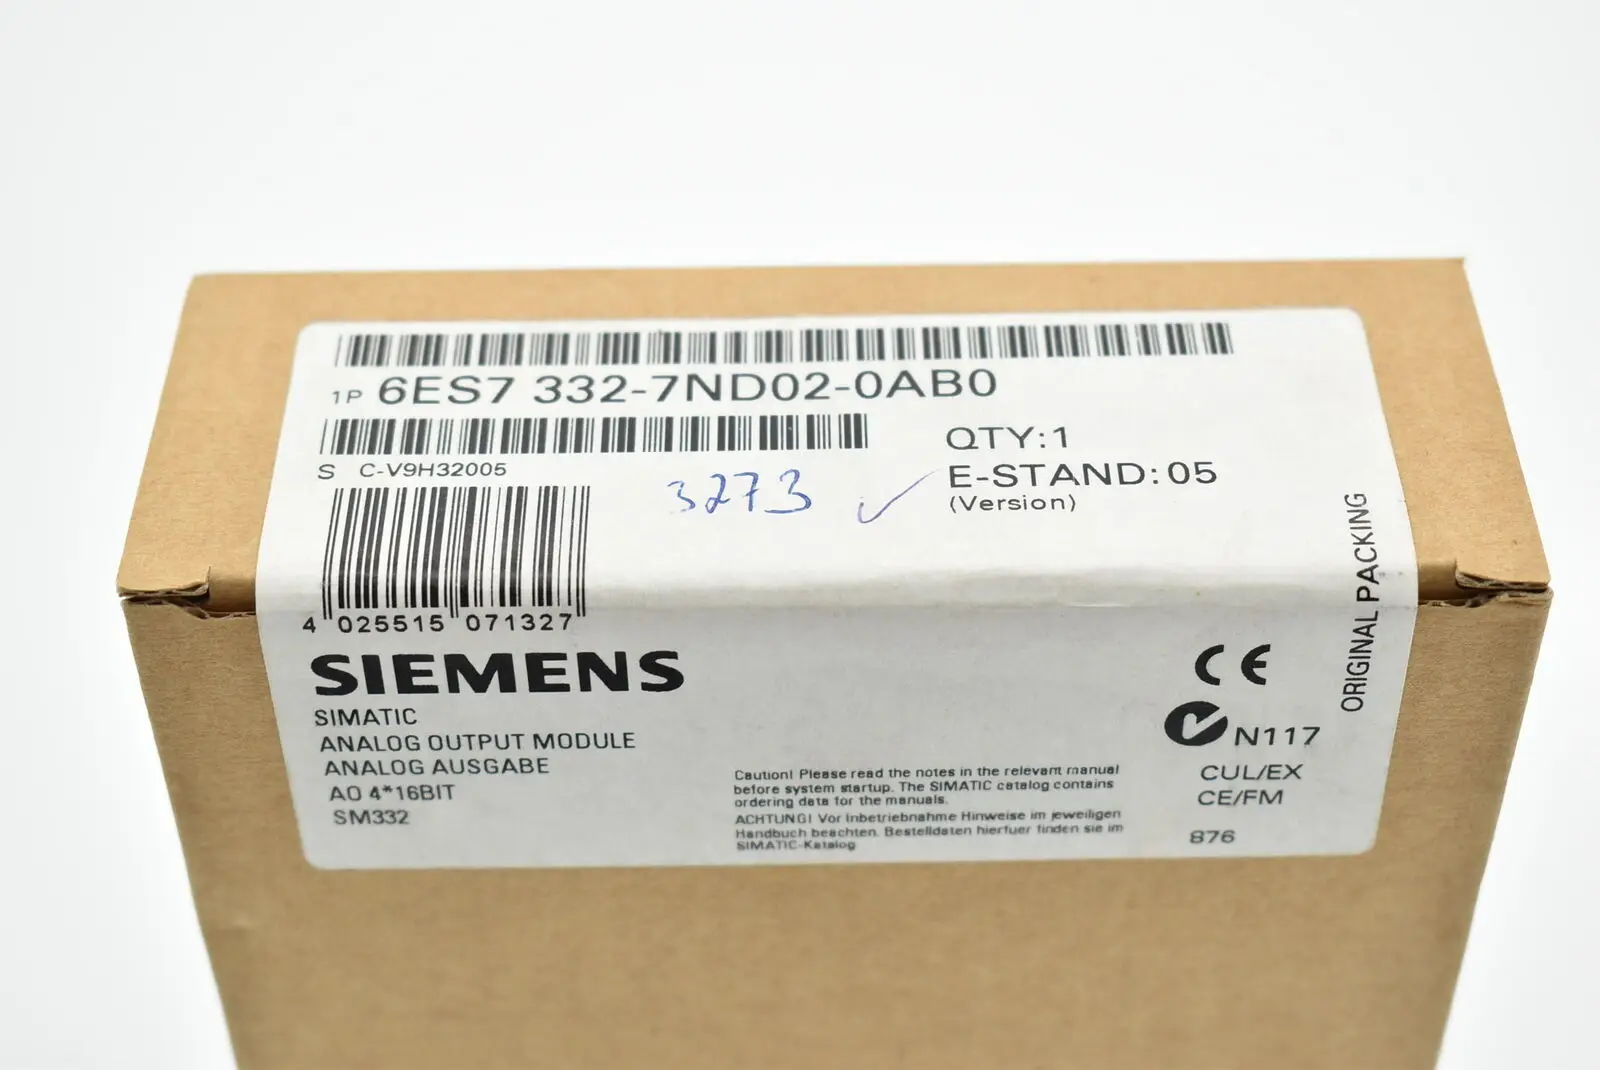 1P 6ES7 332-7ND02-0AB0
S C-V9H32005
QTY:1
3273
E-STAND:05
(Version)
4 025515 071327
ORIGINAL PACKING
SIEMENS
SIMATIC
ANALOG OUTPUT MODULE
ANALOG AUSGABE
AO 4*16BIT
SM332
Caution! Please read the notes in the relevant manual
before system startup. The SIMATIC catalog contains
ordering data for the manuals.
ACHTUNG! Vor Inbetriebnahme Hinweise im jeweiligen
Handbuch beachten. Bestelldaten hierfuer finden sie im
SIMATIC-Katalog
CE
N117
CUL/EX
CE/FM
876